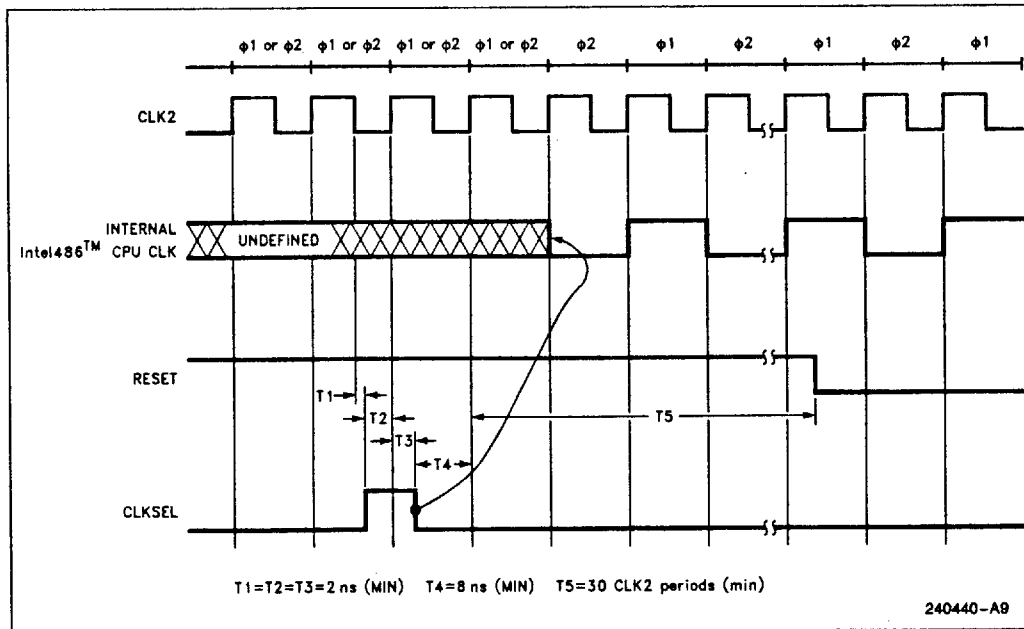 ϕ1 or ϕ2 ϕ1 or ϕ2 ϕ1 or ϕ2 ϕ1 or ϕ2 ϕ2 ϕ1 ϕ2 ϕ1 ϕ2 ϕ1
CLK2
INTERNAL
Intel486™ CPU CLK
UNDEFINED
RESET
T1
T2
T5
T3
T4
CLKSEL
T1=T2=T3=2 ns (MIN) T4=8 ns (MIN) T5=30 CLK2 periods (min)
240440-A9